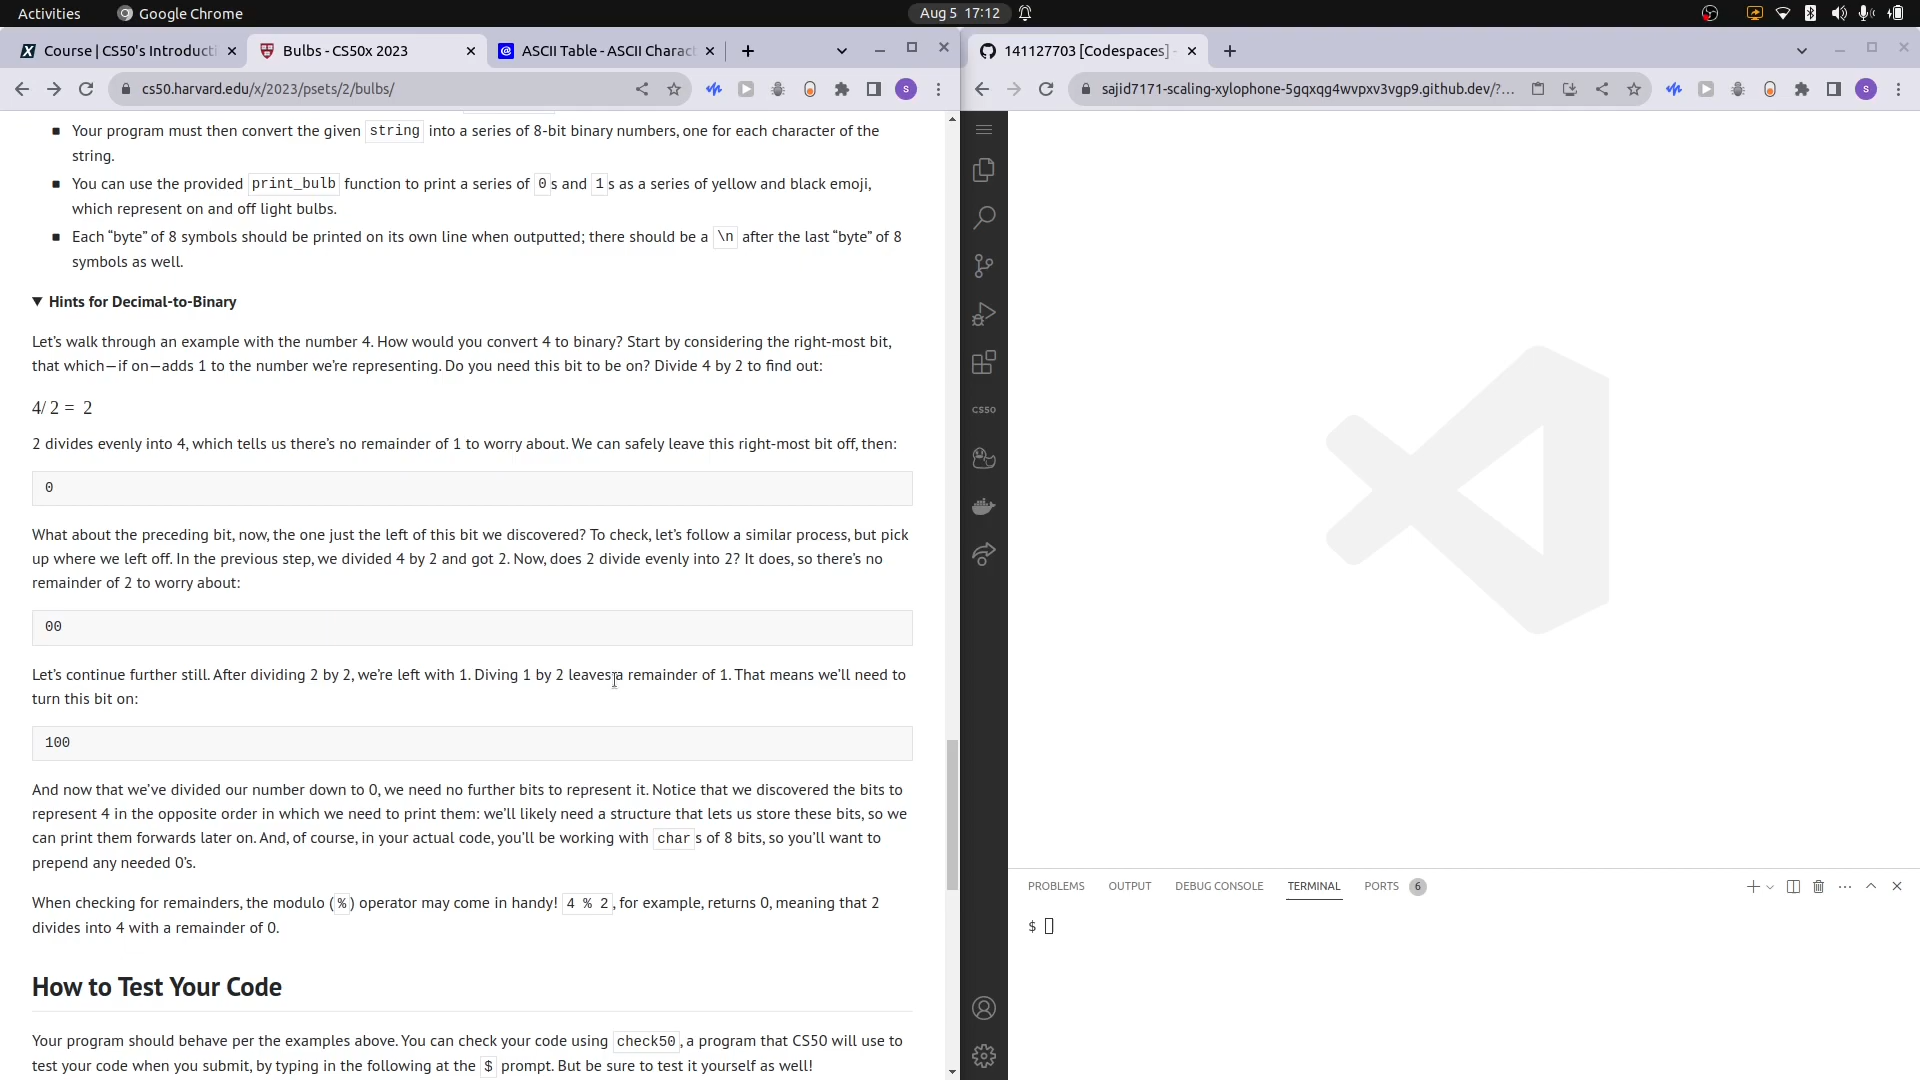 Activities Google Chrome Aug 5 17:12
Course | CS50's Introducti Bulbs - CS50x 2023 ASCII Table - ASCII Charact
cs50.harvard.edu/x/2023/psets/2/bulbs/ S
Your program must then convert the given string into a series of 8-bit binary numbers, one for each character of the
string.
You can use the provided print_bulb function to print a series of 0s and 1s as a series of yellow and black emoji,
which represent on and off light bulbs.
Each “byte” of 8 symbols should be printed on its own line when outputted; there should be a \n after the last “byte” of 8
symbols as well.
Hints for Decimal-to-Binary
Let’s walk through an example with the number 4. How would you convert 4 to binary? Start by considering the right-most bit,
that which—if on—adds 1 to the number we’re representing. Do you need this bit to be on? Divide 4 by 2 to find out:
4/ 2 = 2
2 divides evenly into 4, which tells us there’s no remainder of 1 to worry about. We can safely leave this right-most bit off, then:
0
What about the preceding bit, now, the one just the left of this bit we discovered? To check, let’s follow a similar process, but pick
up where we left off. In the previous step, we divided 4 by 2 and got 2. Now, does 2 divide evenly into 2? It does, so there’s no
remainder of 2 to worry about:
00
Let’s continue further still. After dividing 2 by 2, we’re left with 1. Diving 1 by 2 leaves a remainder of 1. That means we’ll need to
turn this bit on:
100
And now that we’ve divided our number down to 0, we need no further bits to represent it. Notice that we discovered the bits to
represent 4 in the opposite order in which we need to print them: we’ll likely need a structure that lets us store these bits, so we
can print them forwards later on. And, of course, in your actual code, you’ll be working with chars of 8 bits, so you’ll want to
prepend any needed 0’s.
When checking for remainders, the modulo (%) operator may come in handy! 4 % 2, for example, returns 0, meaning that 2
divides into 4 with a remainder of 0.
How to Test Your Code
Your program should behave per the examples above. You can check your code using check50, a program that CS50 will use to
test your code when you submit, by typing in the following at the $ prompt. But be sure to test it yourself as well!
141127703 [Codespaces] -
sajid7171-scaling-xylophone-5gqxqg4wvpxv3vgp9.github.dev/?... S
CS50
PROBLEMS OUTPUT DEBUG CONSOLE TERMINAL PORTS 6
$